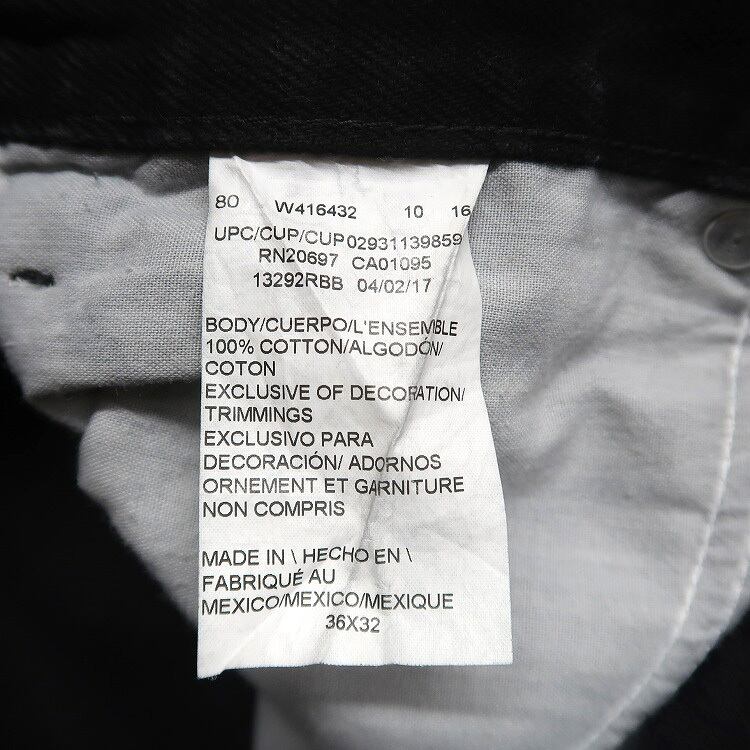 80 W416432 10 16
UPC/CUP/CUP02931139859
RN20697 CA01095
13292RBB 04/02/17
BODY/CUERPO/L'ENSEMBLE
100% COTTON/ALGODÓN/
COTON
EXCLUSIVE OF DECORATION/
TRIMMINGS
EXCLUSIVO PARA
DECORACIÓN/ ADORNOS
ORNEMENT ET GARNITURE
NON COMPRIS
MADE IN \ HECHO EN \
FABRIQUÉ AU
MEXICO/MEXICO/MEXIQUE
36X32